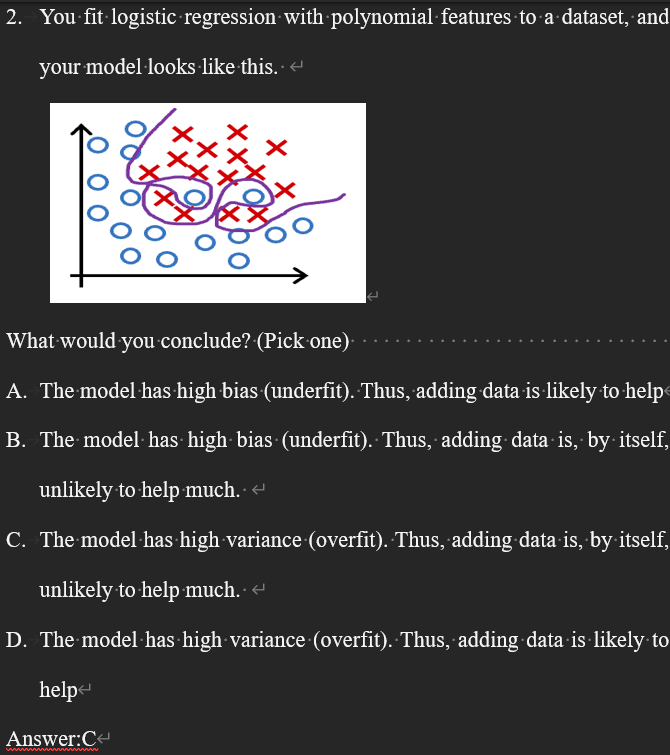 2. You fit logistic regression with polynomial features to a dataset, and
your model looks like this.
What would you conclude? (Pick one)
A. The model has high bias (underfit). Thus, adding data is likely to help
B. The model has high bias (underfit). Thus, adding data is, by itself,
unlikely to help much.
C. The model has high variance (overfit). Thus, adding data is, by itself,
unlikely to help much.
D. The model has high variance (overfit). Thus, adding data is likely to
help
Answer:C